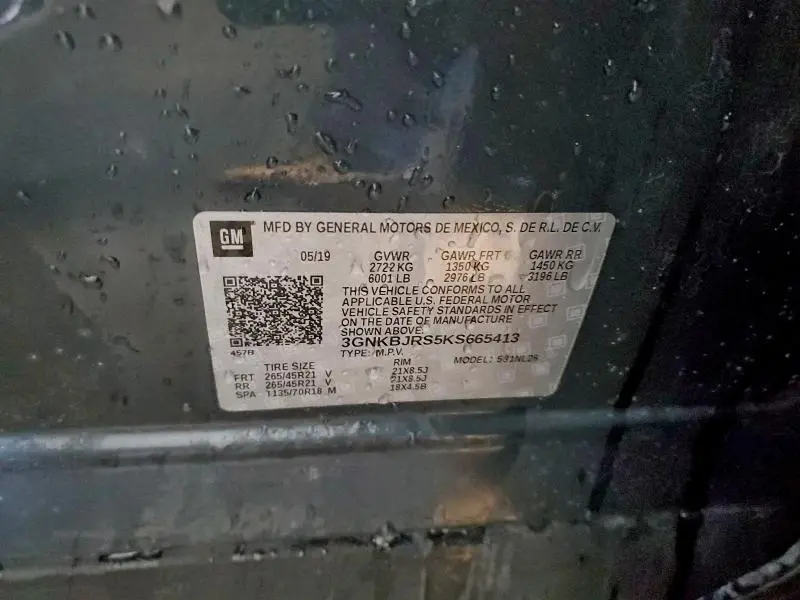 GM MFD BY GENERAL MOTORS DE MEXICO, S. DE R.L. DE C.V.
05/19 GVWR GAWR FRT GAWR RR
2722 KG 1350 KG 1450 KG
6001 LB 2976 LB 3196 LB
THIS VEHICLE CONFORMS TO ALL
APPLICABLE U.S. FEDERAL MOTOR
VEHICLE SAFETY STANDARDS IN EFFECT
ON THE DATE OF MANUFACTURE
SHOWN ABOVE.
3GNKBJRS5KS665413
457B TYPE: M.P.V. MODEL:
TIRE SIZE RIM
FRT 265/45R21 V 21X8.5J
RR 265/45R21 V 21X8.5J
SPA T135/70R18 M 18X4.5B